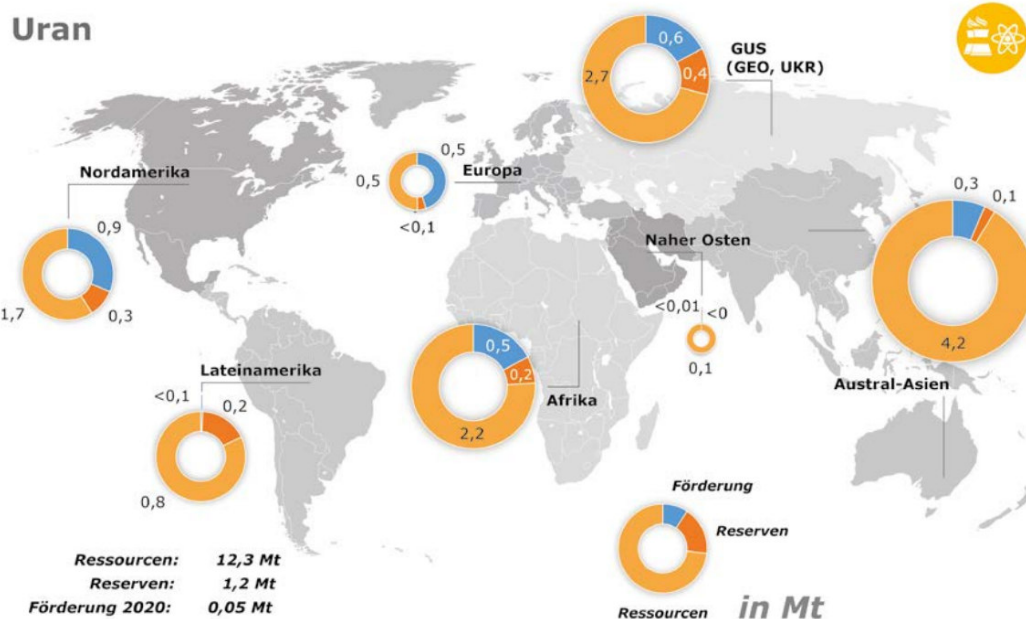 Uran
0,6
2,7
0,4
GUS
(GEO, UKR)
0,5
Europa
0,5
<0,1
Nordamerika
0,9
1,7
0,3
0,3
0,1
4,2
Austral-Asien
Naher Osten
<0,01
<0
0,1
0,5
0,2
2,2
Afrika
Lateinamerika
<0,1
0,2
0,8
Förderung
Reserven
Ressourcen
in Mt
Ressourcen: 12,3 Mt
Reserven: 1,2 Mt
Förderung 2020: 0,05 Mt